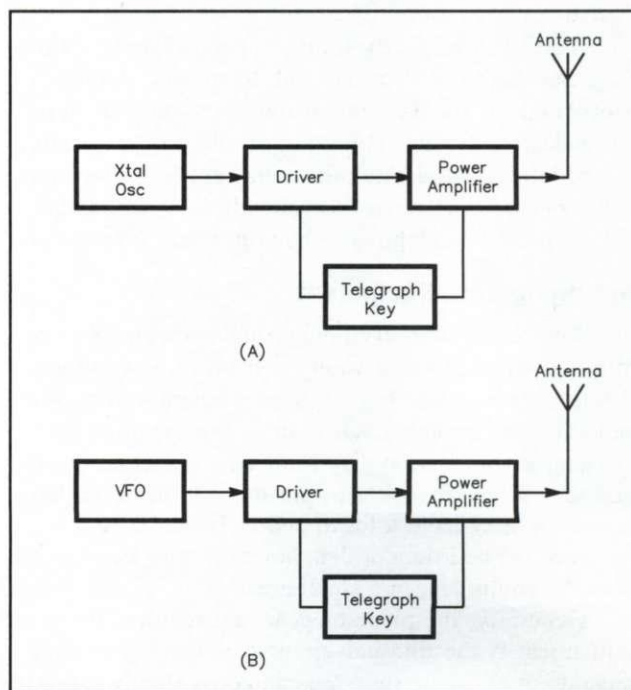 Antenna
Xtal
Osc
Driver
Power
Amplifier
Telegraph
Key
(A)
Antenna
VFO
Driver
Power
Amplifier
Telegraph
Key
(B)